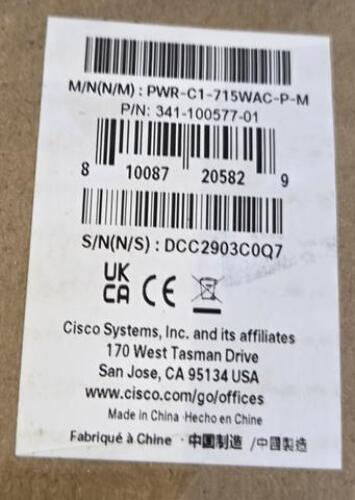 M/N(N/M) : PWR-C1-715WAC-P-M
P/N: 341-100577-01
8 10087 20582 9
S/N(N/S) : DCC2903C0Q7
UK
CA CE
Cisco Systems, Inc. and its affiliates
170 West Tasman Drive
San Jose, CA 95134 USA
www.cisco.com/go/offices
Made in China · Hecho en Chine
Fabriqué à Chine · 中国制造 /中國製造